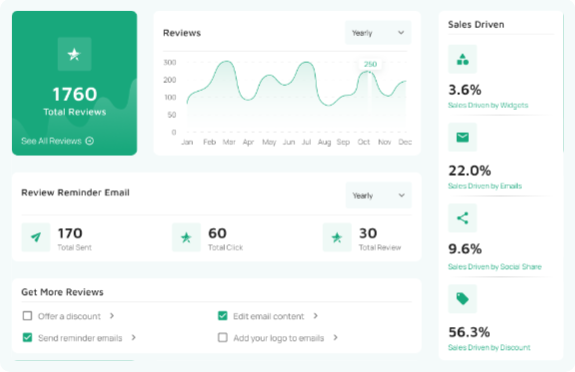 1760
Total Reviews
See All Reviews
Reviews
Yearly
300
200
100
50
0
250
Jan Feb Mar Apr May Jun Jul Aug Sep Oct Nov Dec
Review Reminder Email
Yearly
170
Total Sent
60
Total Click
30
Total Review
Get More Reviews
Offer a discount
Edit email content
Send reminder emails
Add your logo to emails
Sales Driven
3.6%
Sales Driven by Widgets
22.0%
Sales Driven by Emails
9.6%
Sales Driven by Social Share
56.3%
Sales Driven by Discount